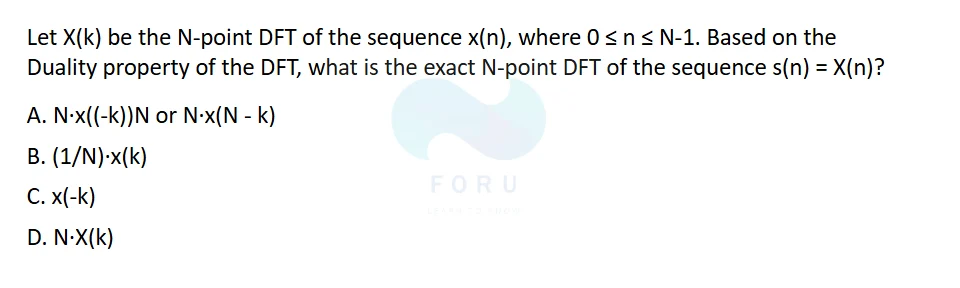 Let X(k) be the N-point DFT of the sequence x(n), where 0 ≤ n ≤ N-1. Based on the
Duality property of the DFT, what is the exact N-point DFT of the sequence s(n) = X(n)?
A. N·x((-k))N or N·x(N - k)
B. (1/N)·x(k)
C. x(-k)
D. N·X(k)
FORU